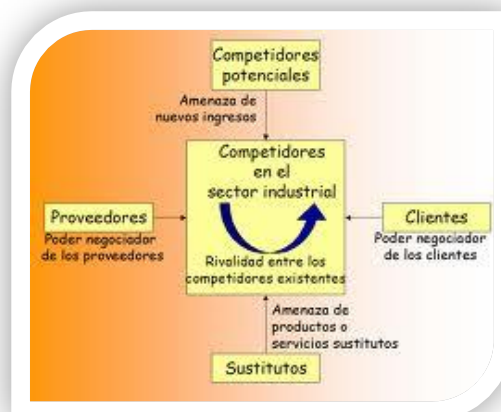 Competidores
potenciales
Amenaza de
nuevos ingresos
Competidores
en el
sector industrial
Proveedores
Poder negociador
de los proveedores
Clientes
Poder negociador
de los clientes
Rivalidad entre los
competidores existentes
Amenaza de
productos o
servicios sustitutos
Sustitutos